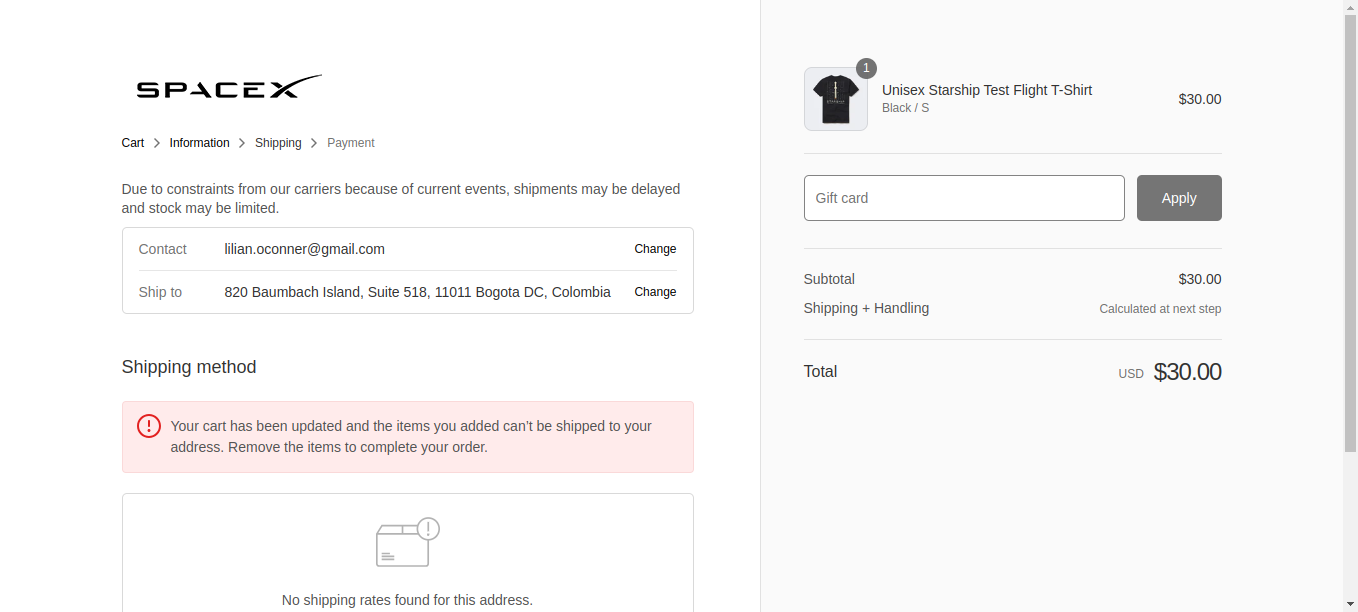 SPACEX
Cart > Information > Shipping > Payment
Due to constraints from our carriers because of current events, shipments may be delayed
and stock may be limited.
Contact lilian.oconner@gmail.com Change
Ship to 820 Baumbach Island, Suite 518, 11011 Bogota DC, Colombia Change
Shipping method
Your cart has been updated and the items you added can’t be shipped to your
address. Remove the items to complete your order.
No shipping rates found for this address.
1
Unisex Starship Test Flight T-Shirt
Black / S
$30.00
Gift card
Apply
Subtotal $30.00
Shipping + Handling Calculated at next step
Total USD $30.00